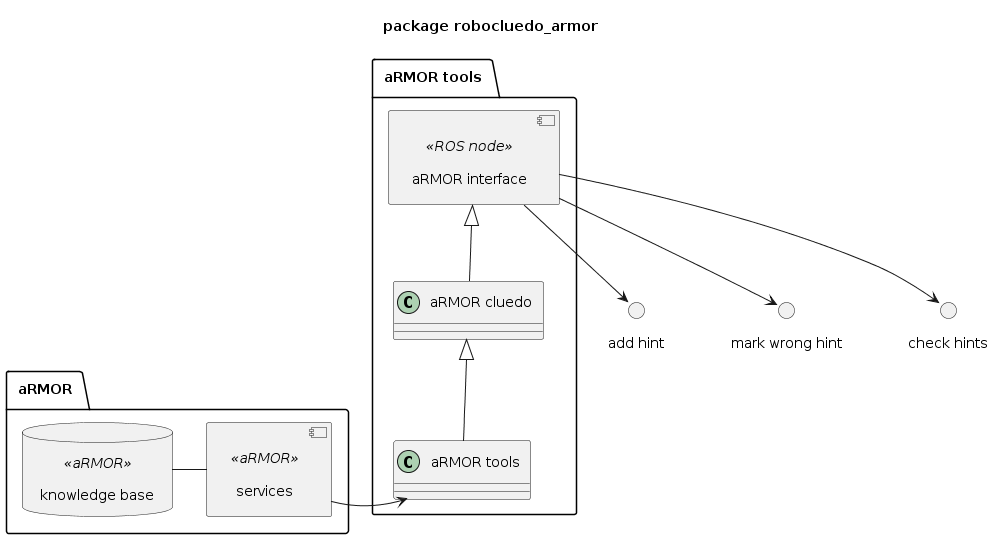 package robocluedo_armor
aRMOR tools
«ROS node»
aRMOR interface
C aRMOR cluedo
add hint
mark wrong hint
check hints
aRMOR
«aRMOR»
knowledge base
«aRMOR»
services
C aRMOR tools